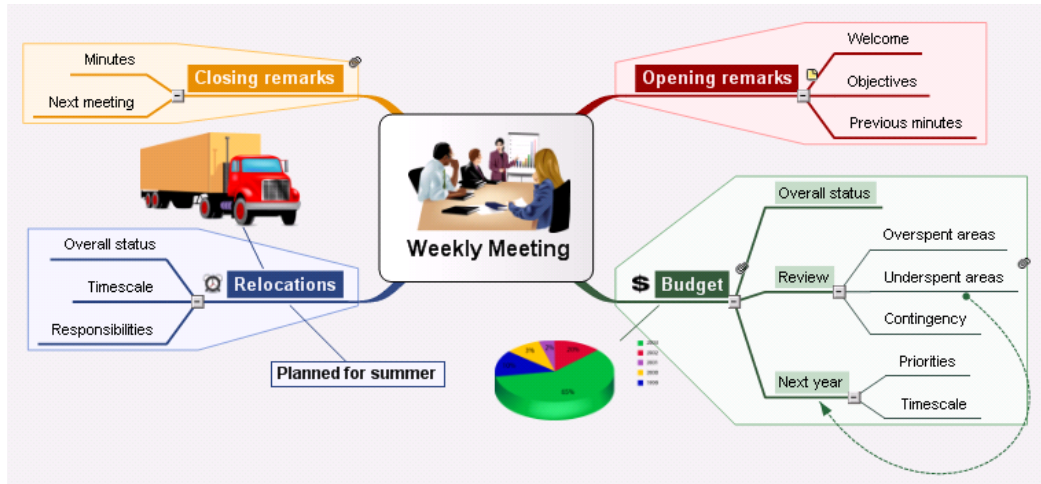 Closing remarks
Minutes
Next meeting
Opening remarks
Welcome
Objectives
Previous minutes
Weekly Meeting
Relocations
Overall status
Timescale
Responsibilities
Planned for summer
$ Budget
Overall status
Review
Overspent areas
Underspent areas
Contingency
Next year
Priorities
Timescale